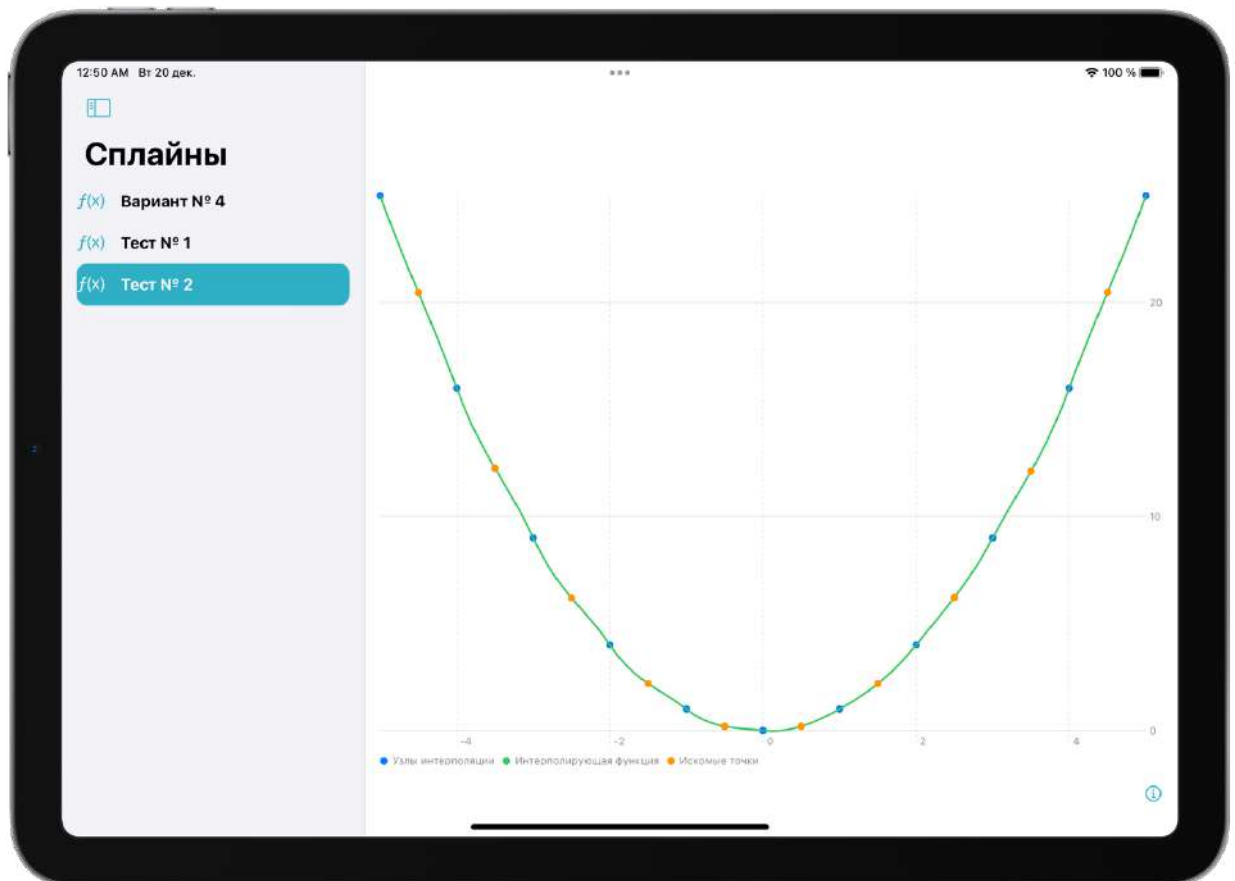 12:50 AM Вт 20 дек.
100 %
Сплайны
f(x) Вариант № 4
f(x) Тест № 1
f(x) Тест № 2
20
10
0
-4 -2 0 2 4
Узлы интерполяции Интерполирующая функция Искомые точки